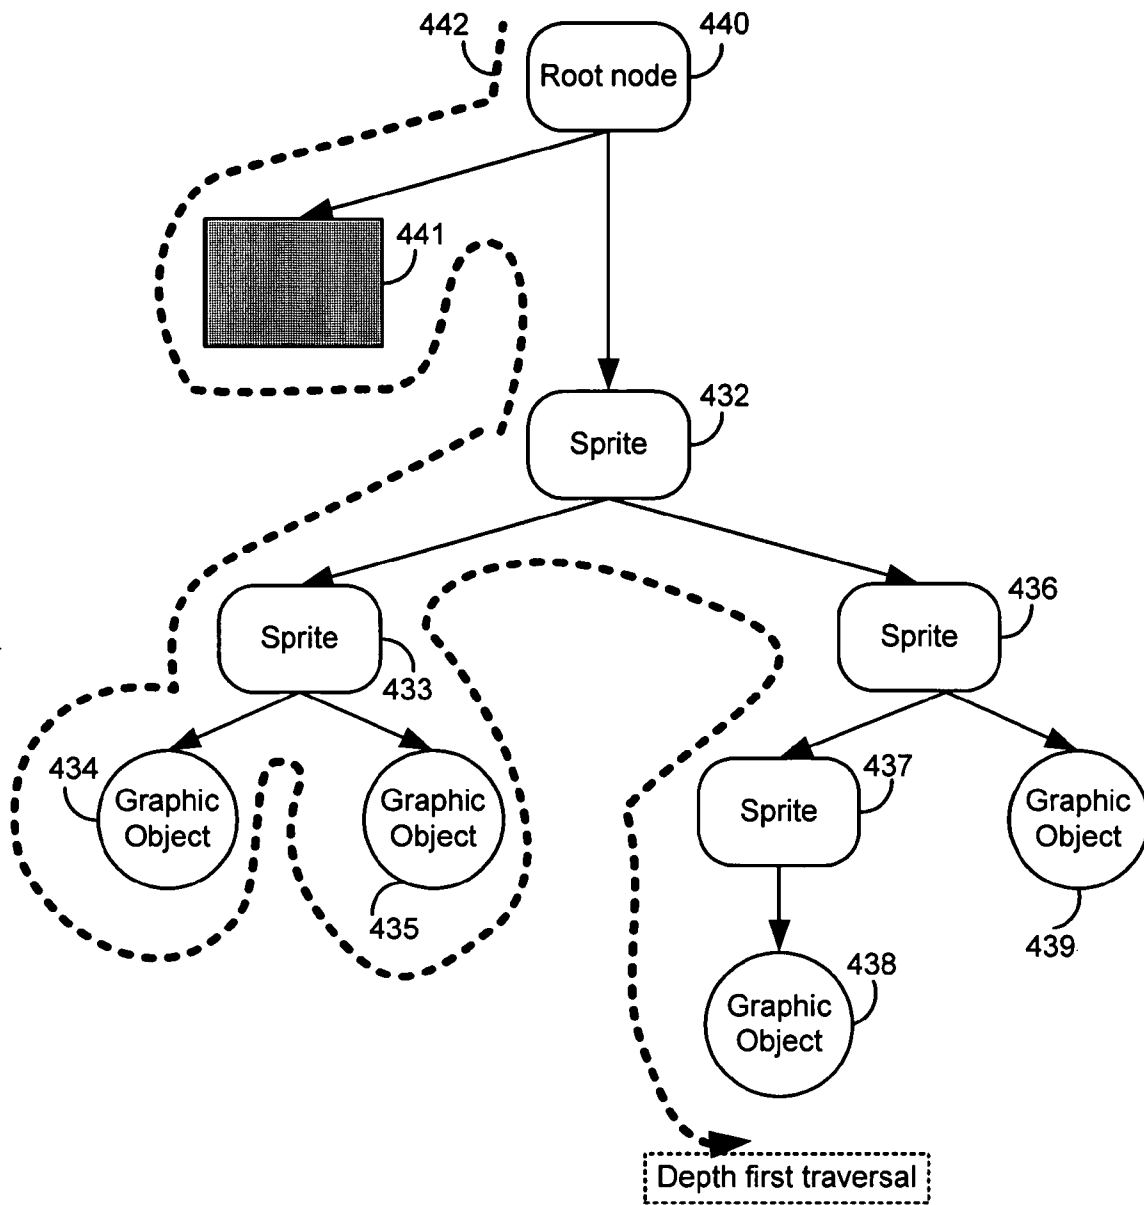 442
440
Root node
441
432
Sprite
436
Sprite
433
Sprite
434
Graphic
Object
Graphic
Object
435
437
Sprite
Graphic
Object
439
438
Graphic
Object
Depth first traversal